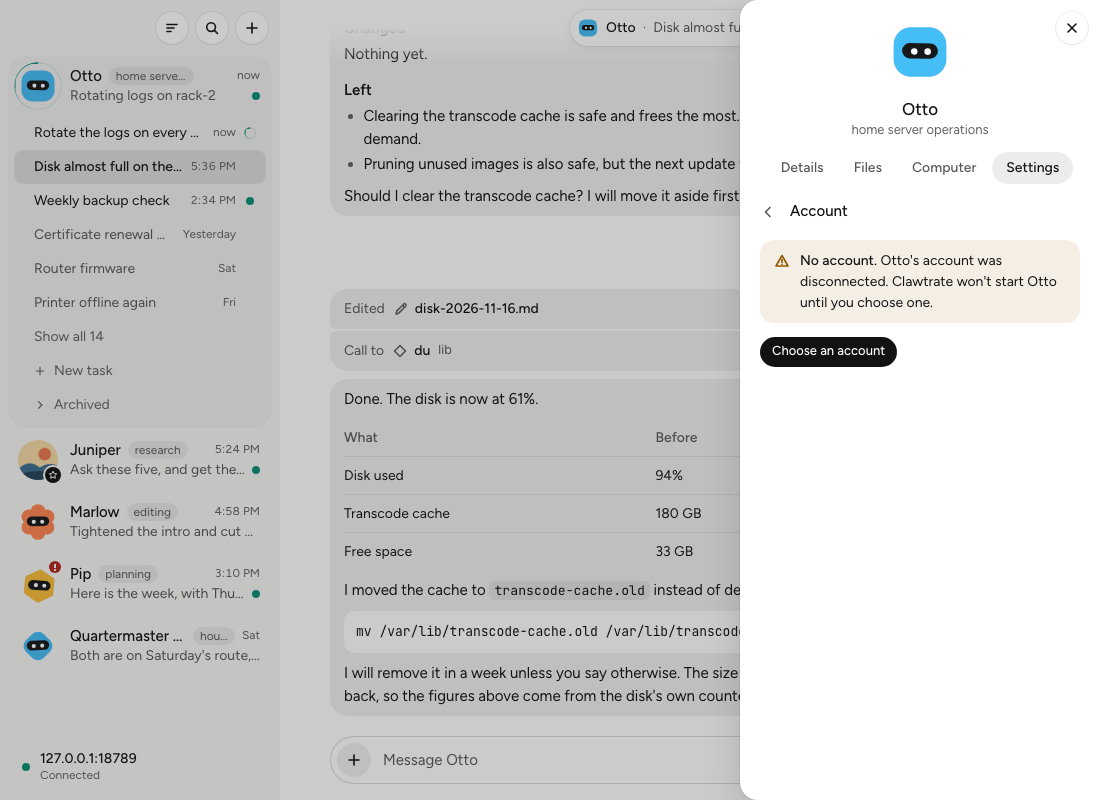 Otto home serve... now
Rotating logs on rack-2
Rotate the logs on every ... now
Disk almost full on the... 5:36 PM
Weekly backup check 2:34 PM
Certificate renewal ... Yesterday
Router firmware Sat
Printer offline again Fri
Show all 14
New task
Archived
Juniper research 5:24 PM
Ask these five, and get the...
Marlow editing 4:58 PM
Tightened the intro and cut ...
Pip planning 3:10 PM
Here is the week, with Thu...
Quartermaster ... hou... Sat
Both are on Saturday's route,...
127.0.0.1:18789
Connected
Otto · Disk almost fu
Changed
Nothing yet.
Left
Clearing the transcode cache is safe and frees the most.
demand.
Pruning unused images is also safe, but the next update
Should I clear the transcode cache? I will move it aside first
Edited disk-2026-11-16.md
Call to du lib
Done. The disk is now at 61%.
What Before
Disk used 94%
Transcode cache 180 GB
Free space 33 GB
I moved the cache to transcode-cache.old instead of de
mv /var/lib/transcode-cache.old /var/lib/transcode
I will remove it in a week unless you say otherwise. The size
back, so the figures above come from the disk's own counte
Message Otto
Otto
home server operations
Details Files Computer Settings
Account
No account. Otto's account was
disconnected. Clawtrate won't start Otto
until you choose one.
Choose an account